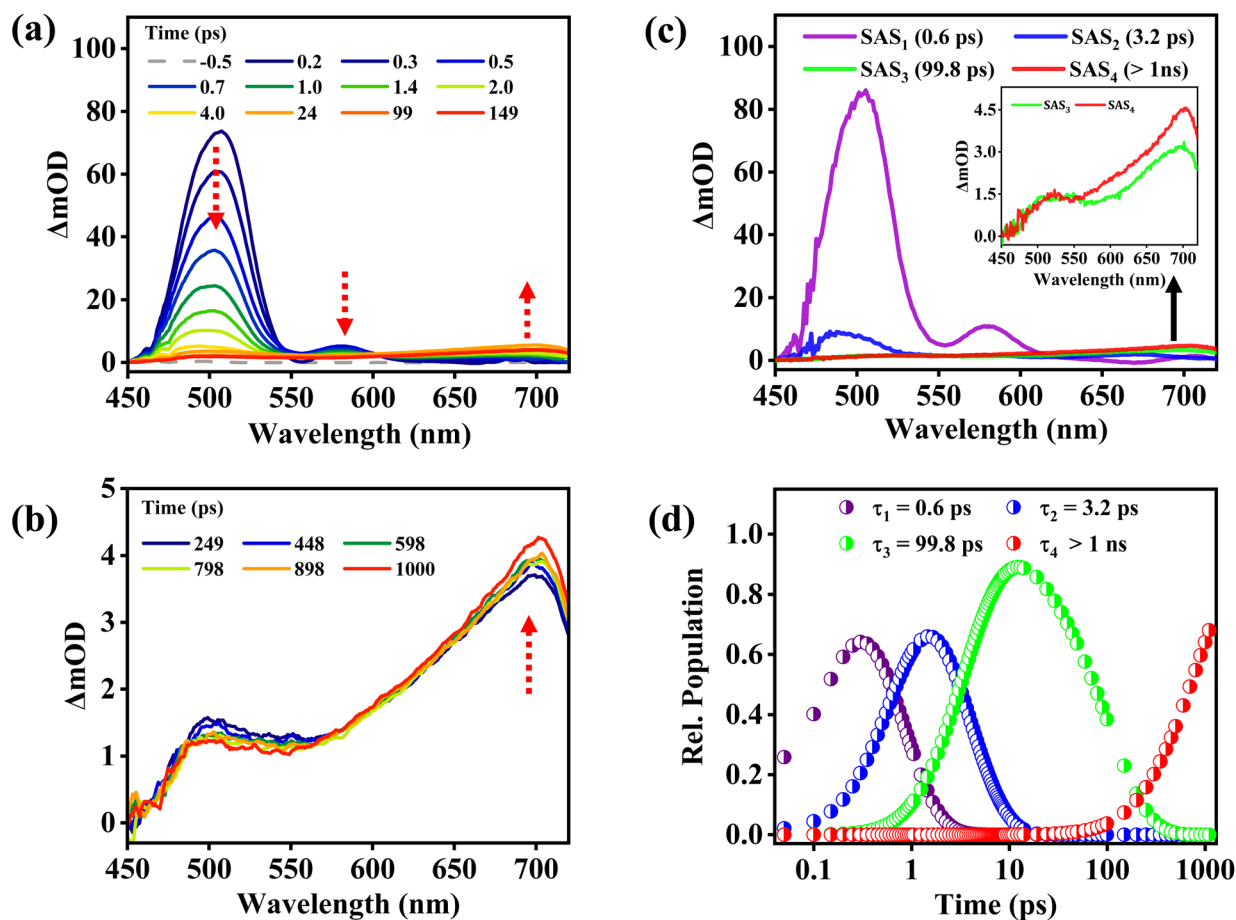 (a)
Time (ps)
-0.5 0.2 0.3 0.5
0.7 1.0 1.4 2.0
4.0 24 99 149
100
80
60
40
20
0
ΔmOD
450 500 550 600 650 700
Wavelength (nm)
(c)
SAS₁ (0.6 ps) SAS₂ (3.2 ps)
SAS₃ (99.8 ps) SAS₄ (> 1ns)
100
80
60
40
20
0
ΔmOD
SAS₃ SAS₄
4.5
3.0
1.5
0.0
ΔmOD
450 500 550 600 650 700
Wavelength (nm)
450 500 550 600 650 700
Wavelength (nm)
(b)
Time (ps)
249 448 598
798 898 1000
5
4
3
2
1
0
ΔmOD
450 500 550 600 650 700
Wavelength (nm)
(d)
τ₁ = 0.6 ps τ₂ = 3.2 ps
τ₃ = 99.8 ps τ₄ > 1 ns
1.0
0.8
0.6
0.4
0.2
0.0
Rel. Population
0.1 1 10 100 1000
Time (ps)